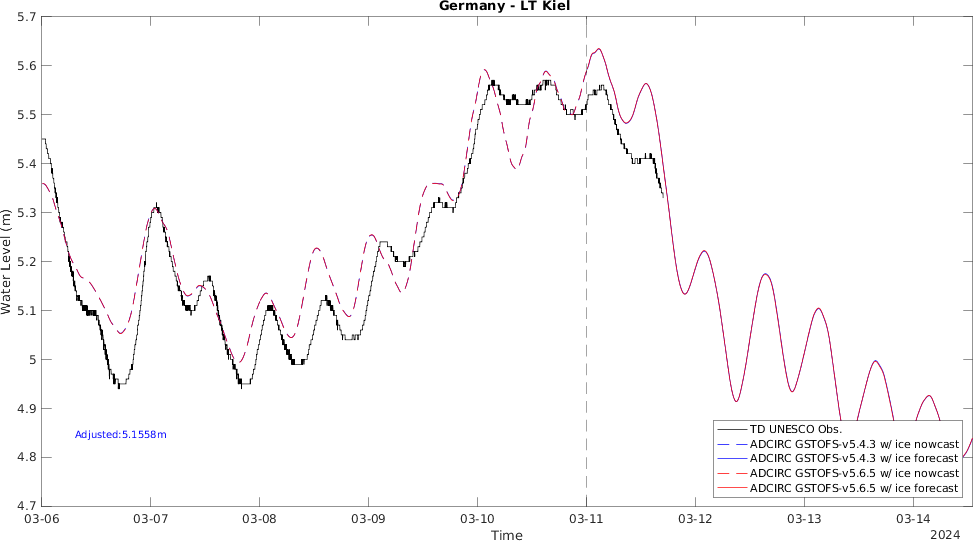 Germany - LT Kiel
5.7
5.6
5.5
5.4
5.3
5.2
5.1
5
4.9
4.8
4.7
Water Level (m)
Adjusted:5.1558m
TD UNESCO Obs.
ADCIRC GSTOFS-v5.4.3 w/ ice nowcast
ADCIRC GSTOFS-v5.4.3 w/ ice forecast
ADCIRC GSTOFS-v5.6.5 w/ ice nowcast
ADCIRC GSTOFS-v5.6.5 w/ ice forecast
03-06 03-07 03-08 03-09 03-10 03-11 03-12 03-13 03-14
Time
2024